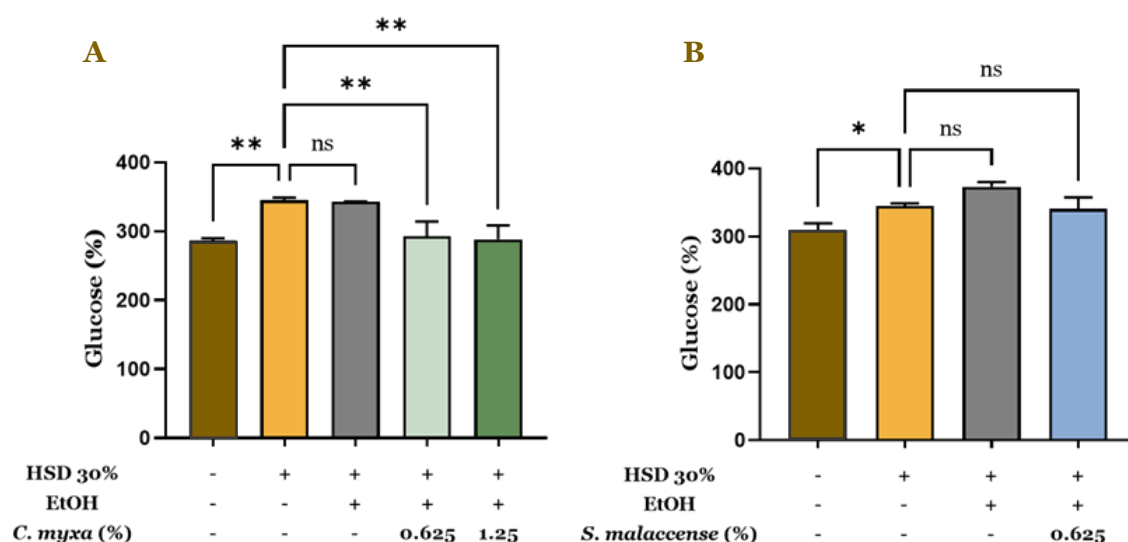 A
**
**
**
ns
Glucose (%)
400
300
200
100
0
HSD 30% - + + + +
EtOH - - + + +
C. myxa (%) - - - 0.625 1.25
B
ns
*
ns
Glucose (%)
400
300
200
100
0
HSD 30% - + + +
EtOH - - + +
S. malaccense (%) - - - 0.625